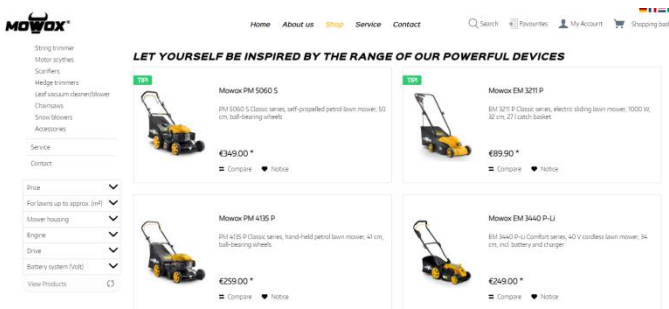 MOWOX
Home About us Shop Service Contact
Search Favourites My Account Shopping bas
String trimmer
Motor scythes
Scarifiers
Hedge trimmers
Leaf vacuum cleaner/blower
Chainsaws
Snow blowers
Accessories
Service
Contact
Price
For lawns up to approx. (m²)
Mower housing
Engine
Drive
Battery system (Volt)
View Products
LET YOURSELF BE INSPIRED BY THE RANGE OF OUR POWERFUL DEVICES
TIP!
Mowox PM 5060 S
PM 5060 S Classic series, self-propelled petrol lawn mower, 50
cm, ball-bearing wheels
€349.00 *
Compare Notice
TIP!
Mowox EM 3211 P
EM 3211 P Classic series, electric sliding lawn mower, 1000 W,
32 cm, 27 l catch basket
€89.90 *
Compare Notice
Mowox PM 4135 P
PM 4135 P Classic series, hand-held petrol lawn mower, 41 cm,
ball-bearing wheels
€259.00 *
Compare Notice
Mowox EM 3440 P-Li
EM 3440 P-Li Comfort series, 40 V cordless lawn mower, 34
cm, incl. battery and charger
€249.00 *
Compare Notice